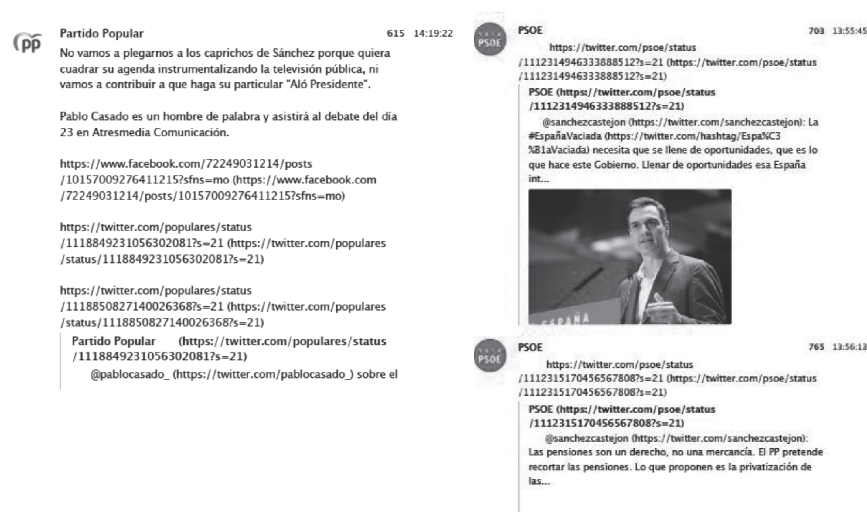 pp
Partido Popular 615 14:19:22
No vamos a plegarnos a los caprichos de Sánchez porque quiera
cuadrar su agenda instrumentalizando la televisión pública, ni
vamos a contribuir a que haga su particular "Aló Presidente".
Pablo Casado es un hombre de palabra y asistirá al debate del día
23 en Atresmedia Comunicación.
https://www.facebook.com/72249031214/posts
/10157009276411215?sfns=mo (https://www.facebook.com
/72249031214/posts/10157009276411215?sfns=mo)
https://twitter.com/populares/status
/1118849231056302081?s=21 (https://twitter.com/populares
/status/1118849231056302081?s=21)
https://twitter.com/populares/status
/1118850827140026368?s=21 (https://twitter.com/populares
/status/1118850827140026368?s=21)
Partido Popular (https://twitter.com/populares/status
/1118849231056302081?s=21)
@pablocasado_ (https://twitter.com/pablocasado_) sobre el
VOTA
PSOE
PSOE 703 13:55:45
https://twitter.com/psoe/status
/1112314946333888512?s=21 (https://twitter.com/psoe/status
/1112314946333888512?s=21)
PSOE (https://twitter.com/psoe/status
/1112314946333888512?s=21)
@sanchezcastejon (https://twitter.com/sanchezcastejon): La
#EspañaVaciada (https://twitter.com/hashtag/Espa%C3
%B1aVaciada) necesita que se llene de oportunidades, que es lo
que hace este Gobierno. Llenar de oportunidades esa España
int...
ESPAÑA
VOTA
PSOE
PSOE 765 13:56:13
https://twitter.com/psoe/status
/1112315170456567808?s=21 (https://twitter.com/psoe/status
/1112315170456567808?s=21)
PSOE (https://twitter.com/psoe/status
/1112315170456567808?s=21)
@sanchezcastejon (https://twitter.com/sanchezcastejon):
Las pensiones son un derecho, no una mercancía. El PP pretende
recortar las pensiones. Lo que proponen es la privatización de
las...